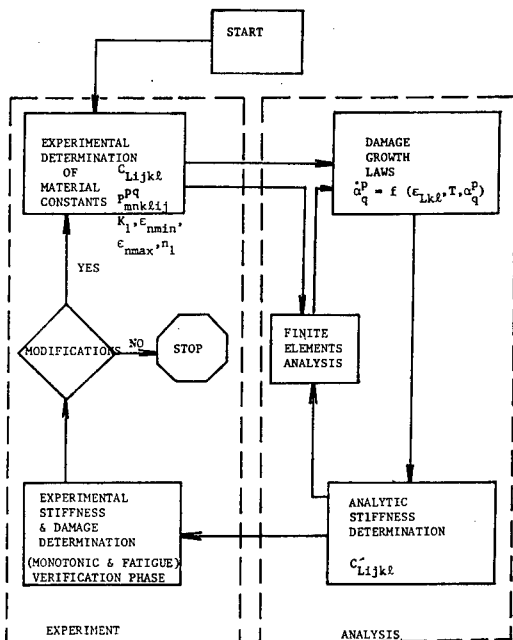 START
EXPERIMENTAL
DETERMINATION
OF
MATERIAL
CONSTANTS
C_Lijkℓ
P^pq_mnkℓij
K_1, ε_nmin,
ε_nmax, n_1
DAMAGE
GROWTH
LAWS
α̇^p_q = f (ε_Lkℓ, T, α^p_q)
YES
MODIFICATIONS
NO
STOP
FINITE
ELEMENTS
ANALYSIS
EXPERIMENTAL
STIFFNESS
& DAMAGE
DETERMINATION
(MONOTONIC & FATIGUE)
VERIFICATION PHASE
ANALYTIC
STIFFNESS
DETERMINATION
C´_Lijkℓ
EXPERIMENT
ANALYSIS